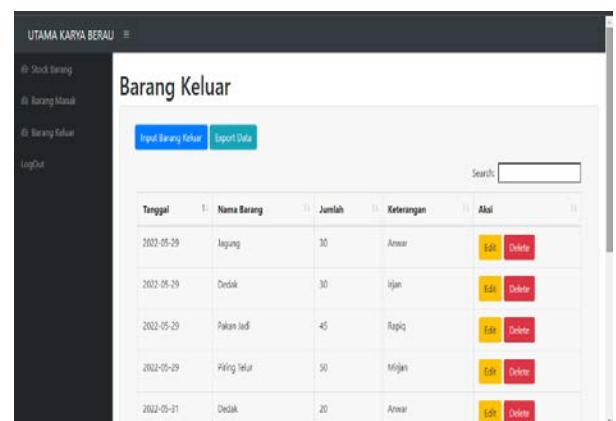 UTAMA KARYA BERAU
Stock Barang
Barang Masuk
Barang Keluar
LogOut
Barang Keluar
Input Barang Keluar Export Data
Search:
Tanggal Nama Barang Jumlah Keterangan Aksi
2022-05-29 Jagung 30 Anwar Edit Delete
2022-05-29 Dedak 30 Irjan Edit Delete
2022-05-29 Pakan Jadi 45 Rapiq Edit Delete
2022-05-29 Piring Telur 50 Mirjan Edit Delete
2022-05-31 Dedak 20 Anwar Edit Delete